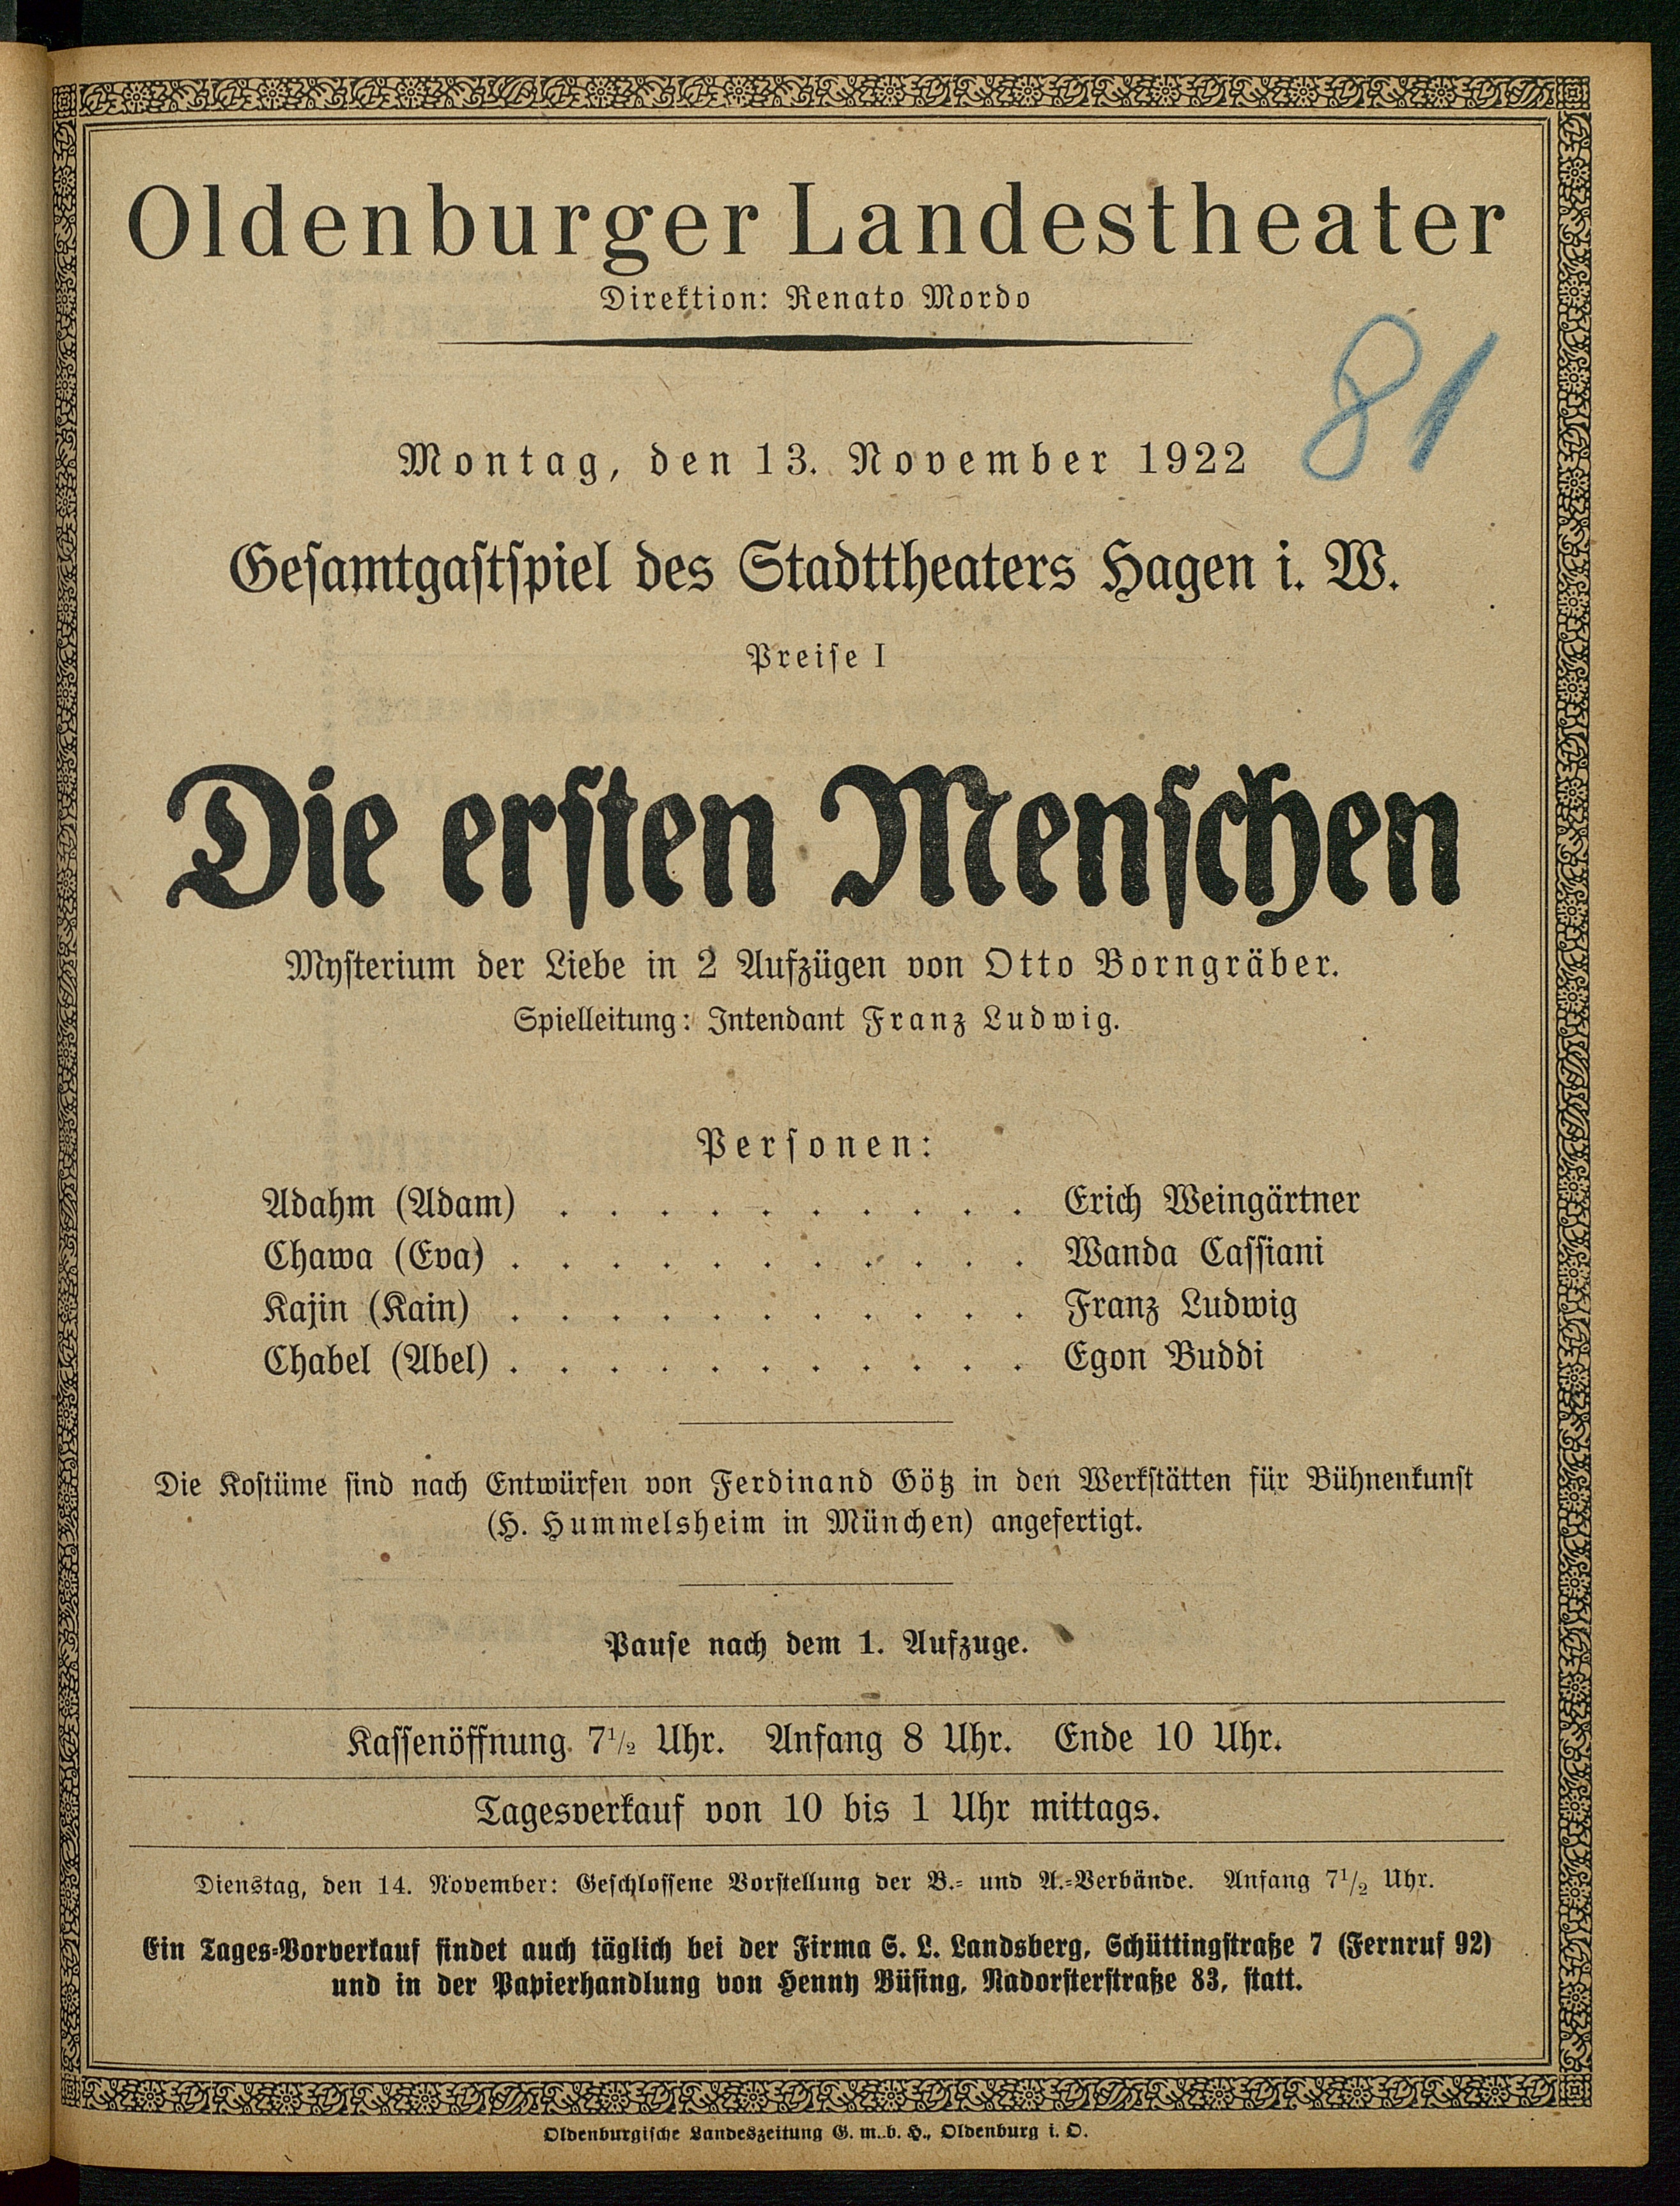 Oldenburger Landestheater
Direktion: Renato Mordo
81
Montag, den 13. November 1922
Gesamtgastspiel des Stadttheaters Hagen i. W.
Preise I
Die ersten Menschen
Mysterium der Liebe in 2 Aufzügen von Otto Borngräber.
Spielleitung: Intendant Franz Ludwig.
Personen:
Adahm (Adam) . . . . . . . . . . Erich Weingärtner
Chawa (Eva) . . . . . . . . . . . Wanda Cassiani
Kajin (Kain) . . . . . . . . . . . Franz Ludwig
Chabel (Abel) . . . . . . . . . . . Egon Buddi
Die Kostüme sind nach Entwürfen von Ferdinand Götz in den Werkstätten für Bühnenkunst
(H. Hummelsheim in München) angefertigt.
Pause nach dem 1. Aufzuge.
Kassenöffnung 7½ Uhr. Anfang 8 Uhr. Ende 10 Uhr.
Tagesverkauf von 10 bis 1 Uhr mittags.
Dienstag, den 14. November: Geschlossene Vorstellung der B.- und A.-Verbände. Anfang 7½ Uhr.
Ein Tages-Vorverkauf findet auch täglich bei der Firma S. L. Landsberg, Schüttingstraße 7 (Fernruf 92)
und in der Papierhandlung von Henny Büsing, Nadorsterstraße 83, statt.
Oldenburgische Landeszeitung G. m. b. H., Oldenburg i. O.